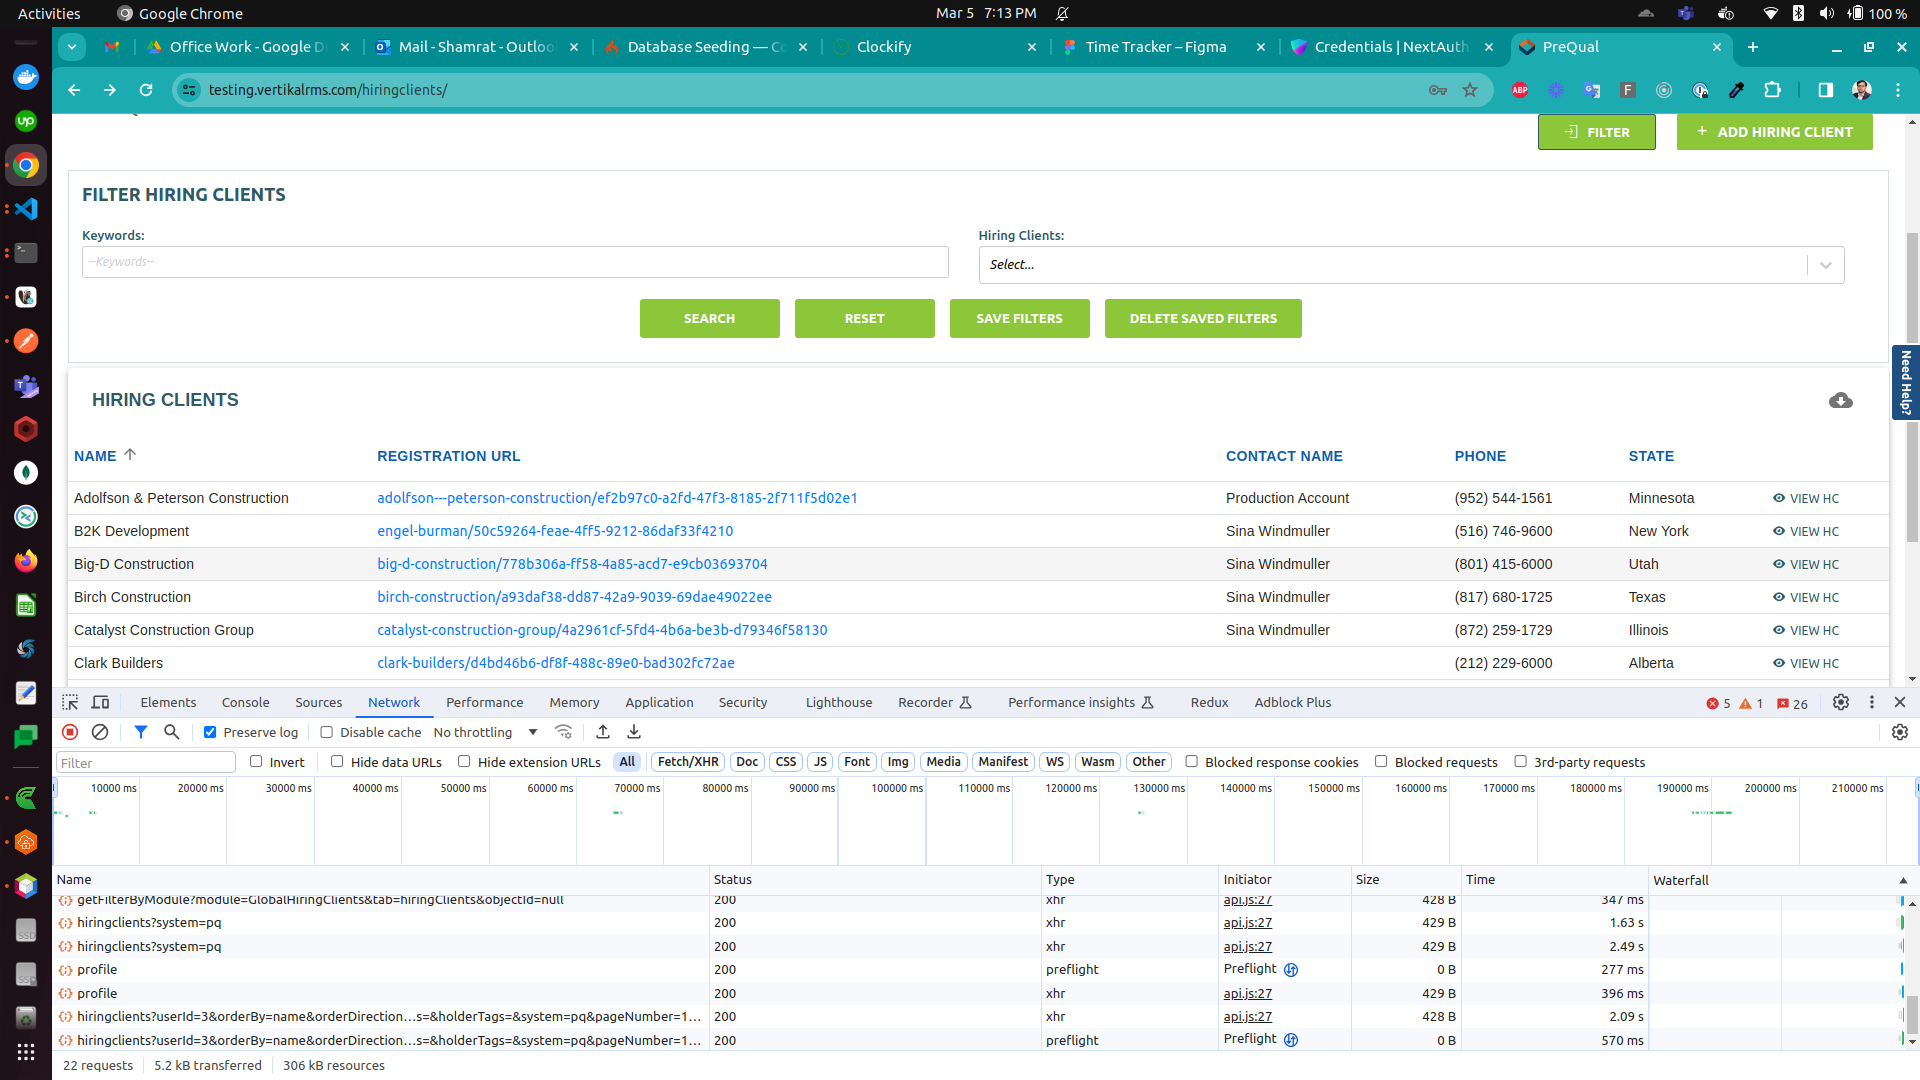 Activities Google Chrome Mar 5 7:13 PM 100 %
Office Work - Google D Mail - Shamrat - Outloo Database Seeding — Co Clockify Time Tracker – Figma Credentials | NextAuth PreQual
testing.vertikalrms.com/hiringclients/
FILTER + ADD HIRING CLIENT
FILTER HIRING CLIENTS
Keywords: Hiring Clients:
--Keywords-- Select...
SEARCH RESET SAVE FILTERS DELETE SAVED FILTERS
Need Help?
HIRING CLIENTS
NAME REGISTRATION URL CONTACT NAME PHONE STATE
Adolfson & Peterson Construction adolfson---peterson-construction/ef2b97c0-a2fd-47f3-8185-2f711f5d02e1 Production Account (952) 544-1561 Minnesota VIEW HC
B2K Development engel-burman/50c59264-feae-4ff5-9212-86daf33f4210 Sina Windmuller (516) 746-9600 New York VIEW HC
Big-D Construction big-d-construction/778b306a-ff58-4a85-acd7-e9cb03693704 Sina Windmuller (801) 415-6000 Utah VIEW HC
Birch Construction birch-construction/a93daf38-dd87-42a9-9039-69dae49022ee Sina Windmuller (817) 680-1725 Texas VIEW HC
Catalyst Construction Group catalyst-construction-group/4a2961cf-5fd4-4b6a-be3b-d79346f58130 Sina Windmuller (872) 259-1729 Illinois VIEW HC
Clark Builders clark-builders/d4bd46b6-df8f-488c-89e0-bad302fc72ae (212) 229-6000 Alberta VIEW HC
Elements Console Sources Network Performance Memory Application Security Lighthouse Recorder Performance insights Redux Adblock Plus 5 1 26
Preserve log Disable cache No throttling
Filter Invert Hide data URLs Hide extension URLs All Fetch/XHR Doc CSS JS Font Img Media Manifest WS Wasm Other Blocked response cookies Blocked requests 3rd-party requests
10000 ms 20000 ms 30000 ms 40000 ms 50000 ms 60000 ms 70000 ms 80000 ms 90000 ms 100000 ms 110000 ms 120000 ms 130000 ms 140000 ms 150000 ms 160000 ms 170000 ms 180000 ms 190000 ms 200000 ms 210000 ms
Name Status Type Initiator Size Time Waterfall
getFilterByModule?module=GlobalHiringClients&tab=hiringClients&objectId=null 200 xhr api.js:27 428 B 347 ms
hiringclients?system=pq 200 xhr api.js:27 429 B 1.63 s
hiringclients?system=pq 200 xhr api.js:27 429 B 2.49 s
profile 200 preflight Preflight 0 B 277 ms
profile 200 xhr api.js:27 429 B 396 ms
hiringclients?userId=3&orderBy=name&orderDirection...s=&holderTags=&system=pq&pageNumber=1... 200 xhr api.js:27 428 B 2.09 s
hiringclients?userId=3&orderBy=name&orderDirection...s=&holderTags=&system=pq&pageNumber=1... 200 preflight Preflight 0 B 570 ms
22 requests 5.2 kB transferred 306 kB resources